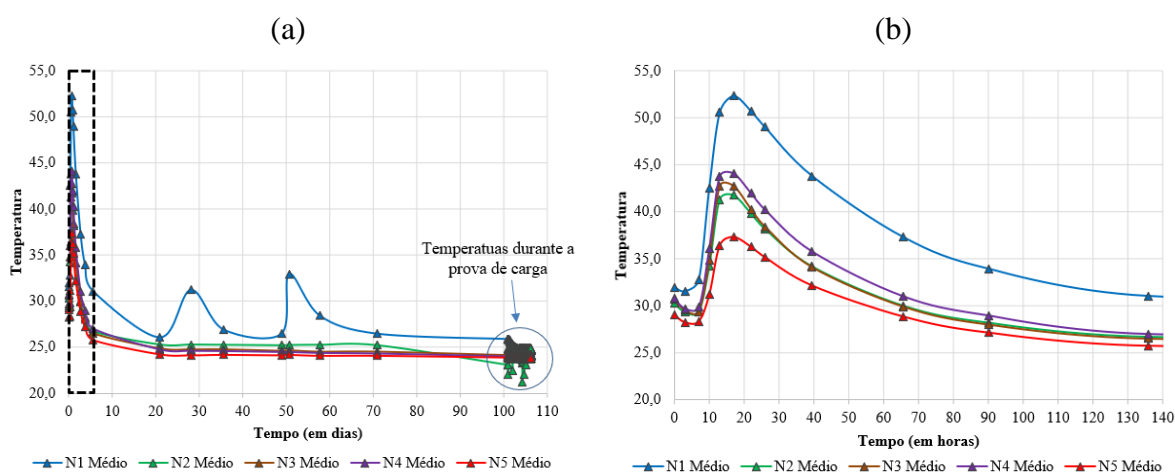 (a)
55,0
50,0
45,0
40,0
35,0
30,0
25,0
20,0
Temperatura
Temperatuas durante a
prova de carga
0 10 20 30 40 50 60 70 80 90 100 110
Tempo (em dias)
N1 Médio N2 Médio N3 Médio N4 Médio N5 Médio
(b)
55,0
50,0
45,0
40,0
35,0
30,0
25,0
20,0
Temperatura
0 10 20 30 40 50 60 70 80 90 100 110 120 130 140
Tempo (em horas)
N1 Médio N2 Médio N3 Médio N4 Médio N5 Médio